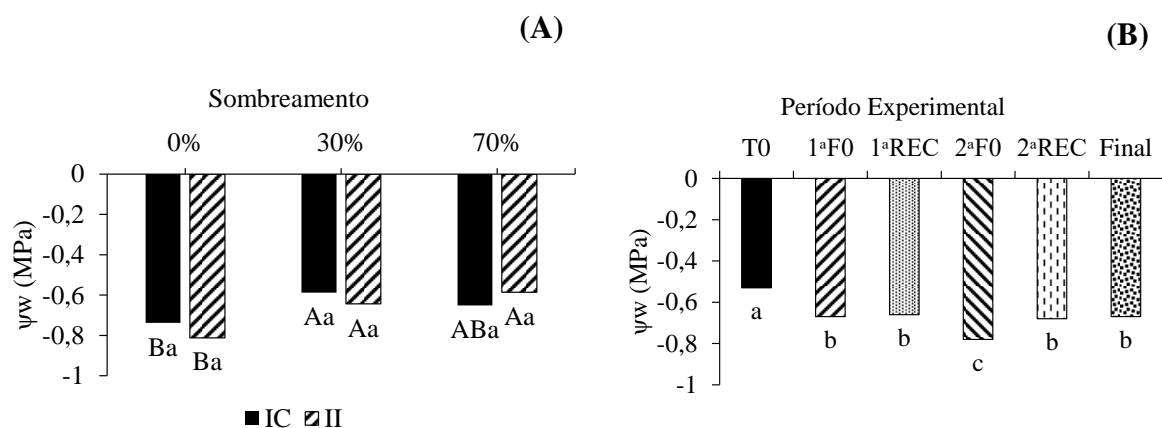 (A)
Sombreamento
0% 30% 70%
0
-0,2
-0,4
-0,6
-0,8
-1
ψw (MPa)
Ba Ba Aa Aa ABa Aa
IC II
(B)
Período Experimental
T0 1ªF0 1ªREC 2ªF0 2ªREC Final
0
-0,2
-0,4
-0,6
-0,8
-1
ψw (MPa)
a b b c b b